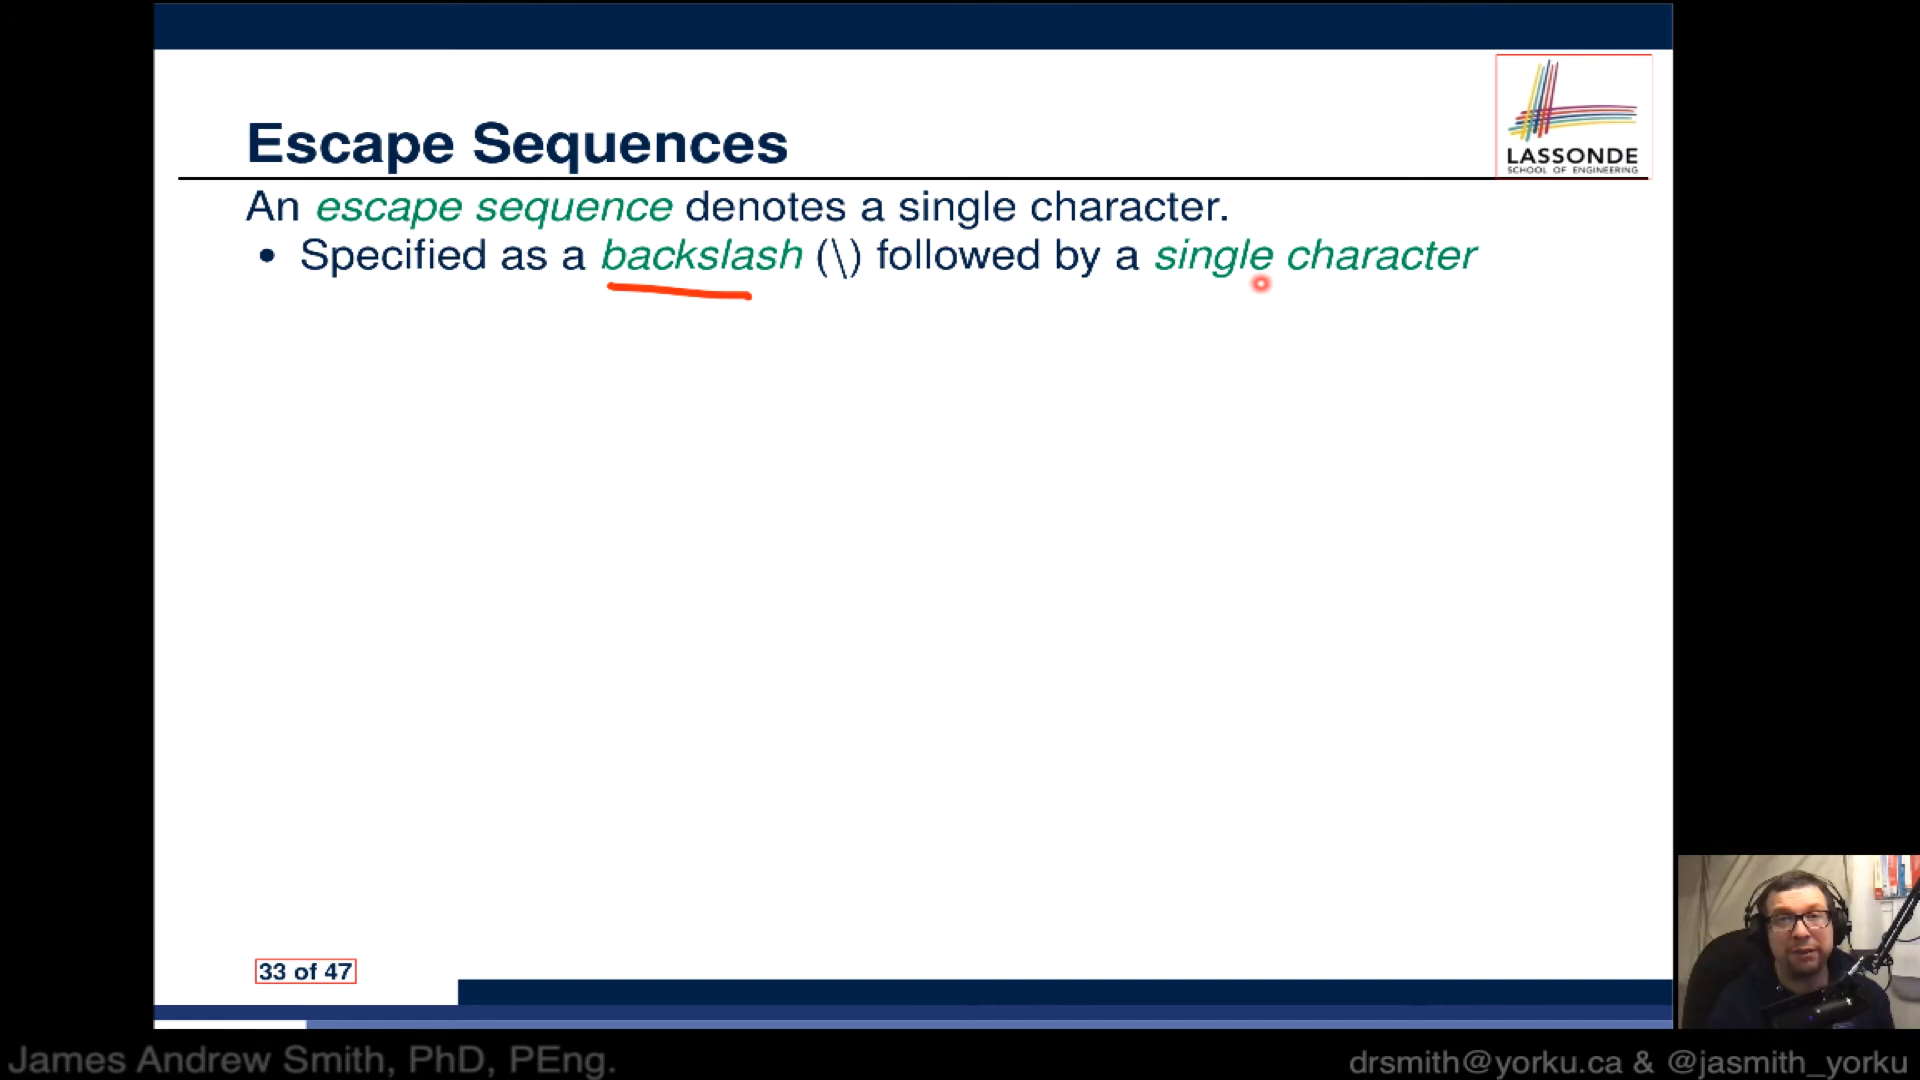 Escape Sequences
LASSONDE
SCHOOL OF ENGINEERING
An escape sequence denotes a single character.
• Specified as a backslash (\) followed by a single character
33 of 47
James Andrew Smith, PhD, PEng.
drsmith@yorku.ca & @jasmith_yorku